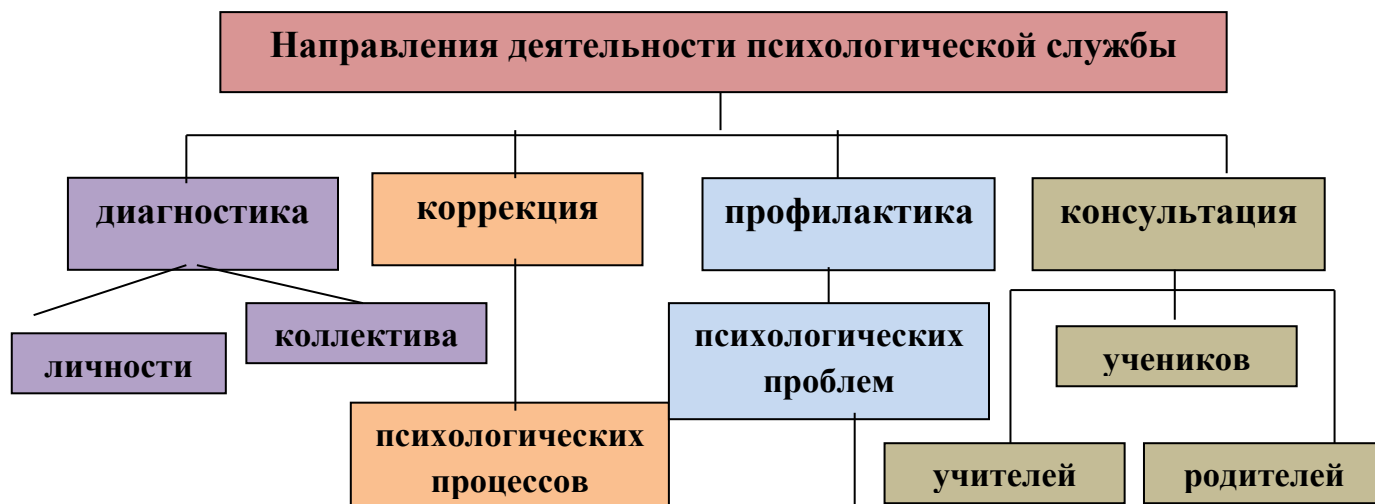 Направления деятельности психологической службы
диагностика
коррекция
профилактика
консультация
личности
коллектива
психологических
процессов
психологических
проблем
учеников
учителей
родителей